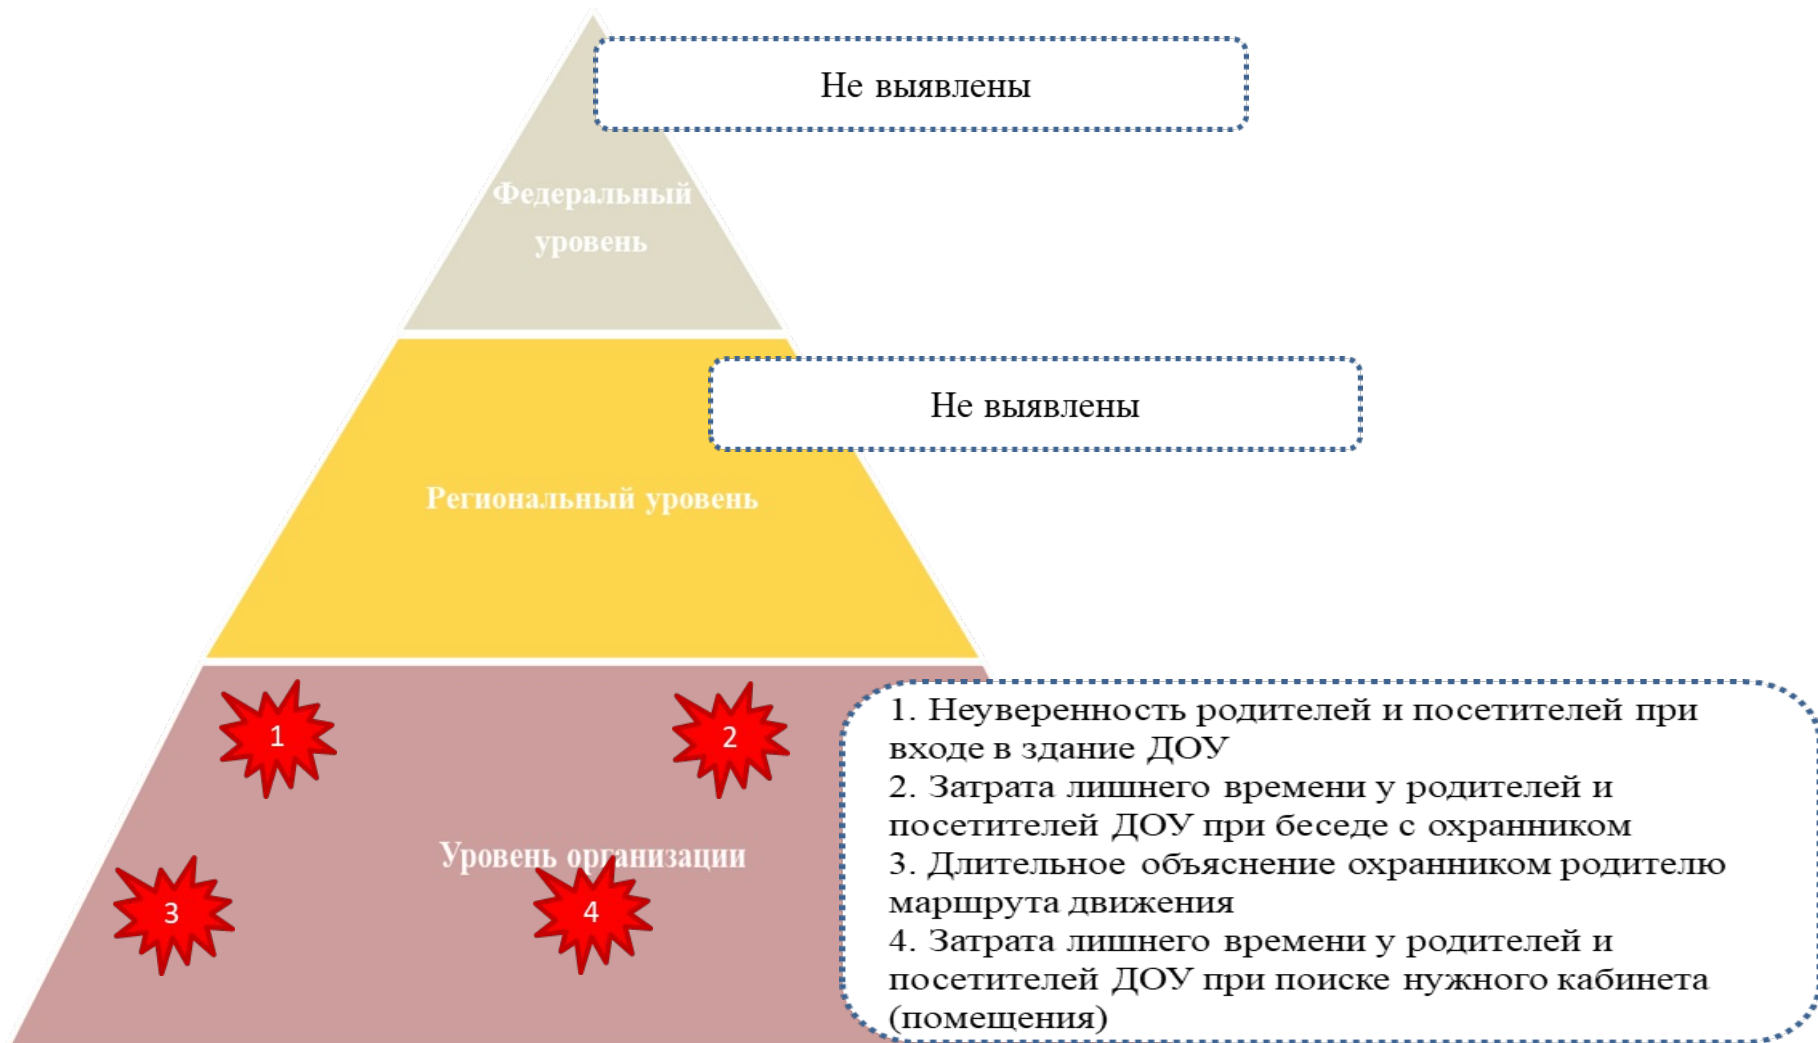 Не выявлены
Федеральный
уровень
Не выявлены
Региональный уровень
1
2
1. Неуверенность родителей и посетителей при
входе в здание ДОУ
2. Затрата лишнего времени у родителей и
посетителей ДОУ при беседе с охранником
3. Длительное объяснение охранником родителю
маршрута движения
4. Затрата лишнего времени у родителей и
посетителей ДОУ при поиске нужного кабинета
(помещения)
Уровень организации
3
4